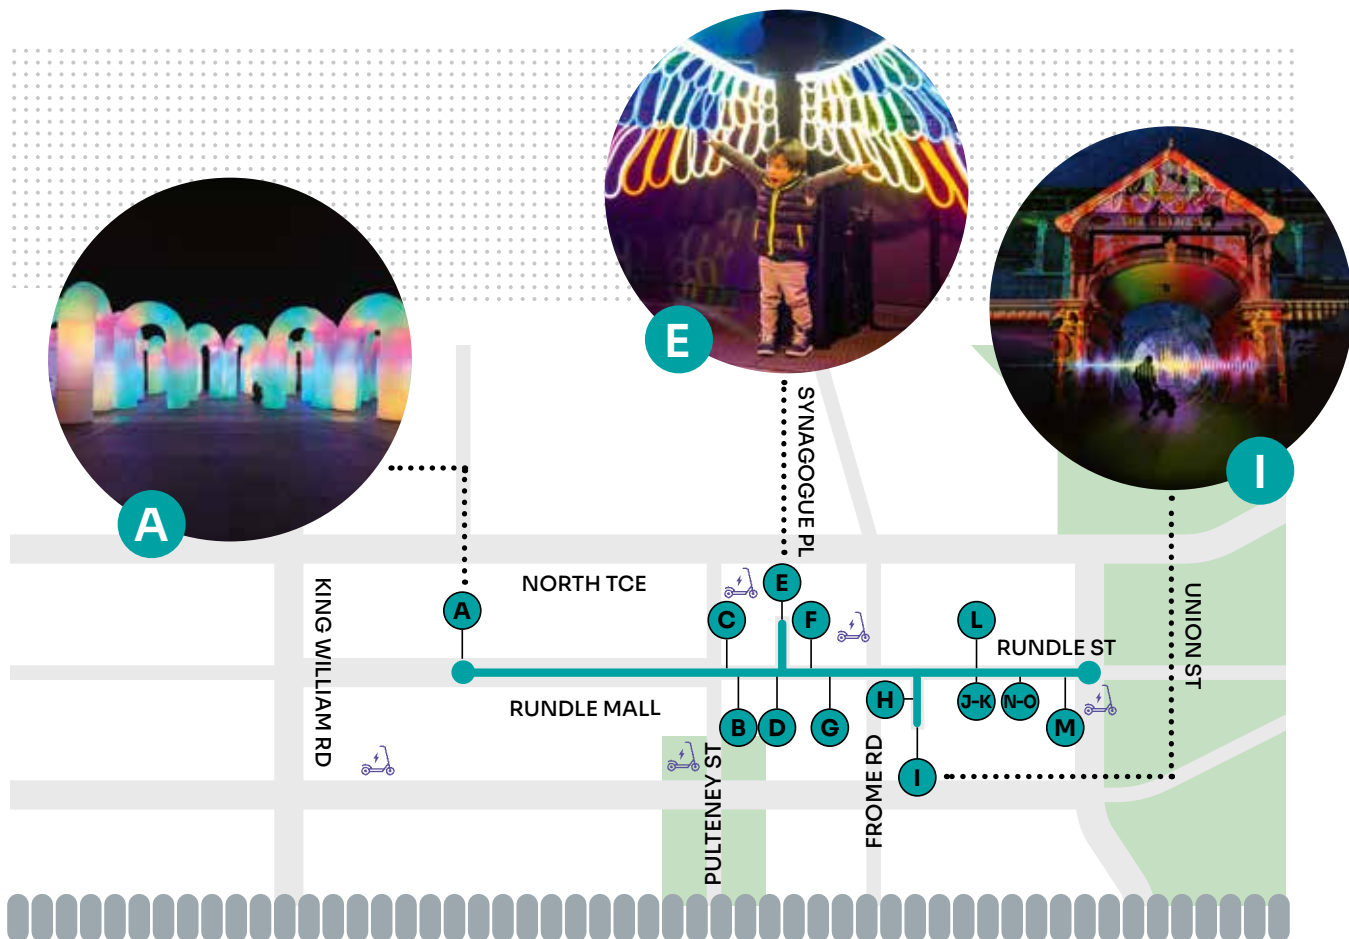 E
I
A
SYNAGOGUE PL
NORTH TCE
KING WILLIAM RD
UNION ST
A
E
C
F
L
RUNDLE ST
RUNDLE MALL
H
J-K
N-O
B
D
G
M
I
PULTENEY ST
FROME RD